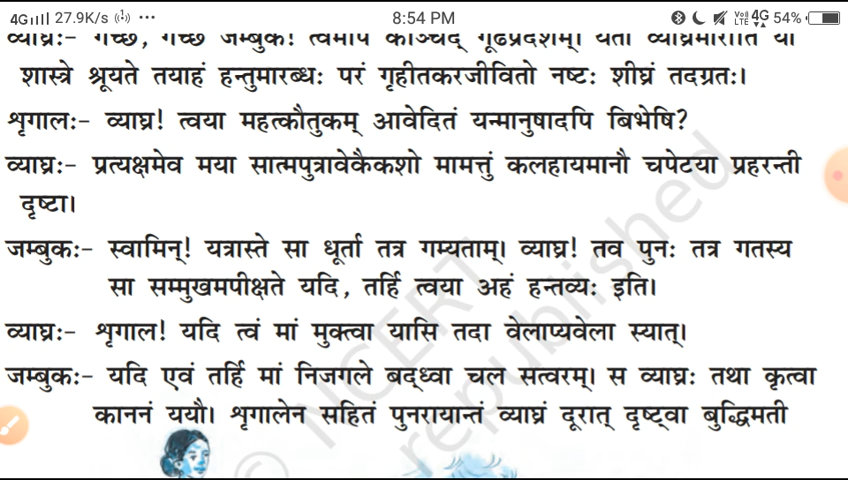 4G 27.9K/s ··· 8:54 PM VoLTE 4G 54%
व्याघ्रः- गच्छ, गच्छ जम्बुक! त्वमपि किञ्चिद् गूढप्रदेशम्। यतो व्याघ्रमारीति या
शास्त्रे श्रूयते तयाहं हन्तुमारब्धः परं गृहीतकरजीवितो नष्टः शीघ्रं तदग्रतः।
शृगालः- व्याघ्र! त्वया महत्कौतुकम् आवेदितं यन्मानुषादपि बिभेषि?
व्याघ्रः- प्रत्यक्षमेव मया सात्मपुत्रावेकैकशो मामत्तुं कलहायमानौ चपेटया प्रहरन्ती
दृष्टा।
जम्बुकः- स्वामिन्! यत्रास्ते सा धूर्ता तत्र गम्यताम्। व्याघ्र! तव पुनः तत्र गतस्य
सा सम्मुखमपीक्षते यदि, तर्हि त्वया अहं हन्तव्यः इति।
व्याघ्रः- शृगाल! यदि त्वं मां मुक्त्वा यासि तदा वेलाप्यवेला स्यात्।
जम्बुकः- यदि एवं तर्हि मां निजगले बद्ध्वा चल सत्वरम्। स व्याघ्रः तथा कृत्वा
काननं ययौ। शृगालेन सहितं पुनरायान्तं व्याघ्रं दूरात् दृष्ट्वा बुद्धिमती
© NCERT
republished